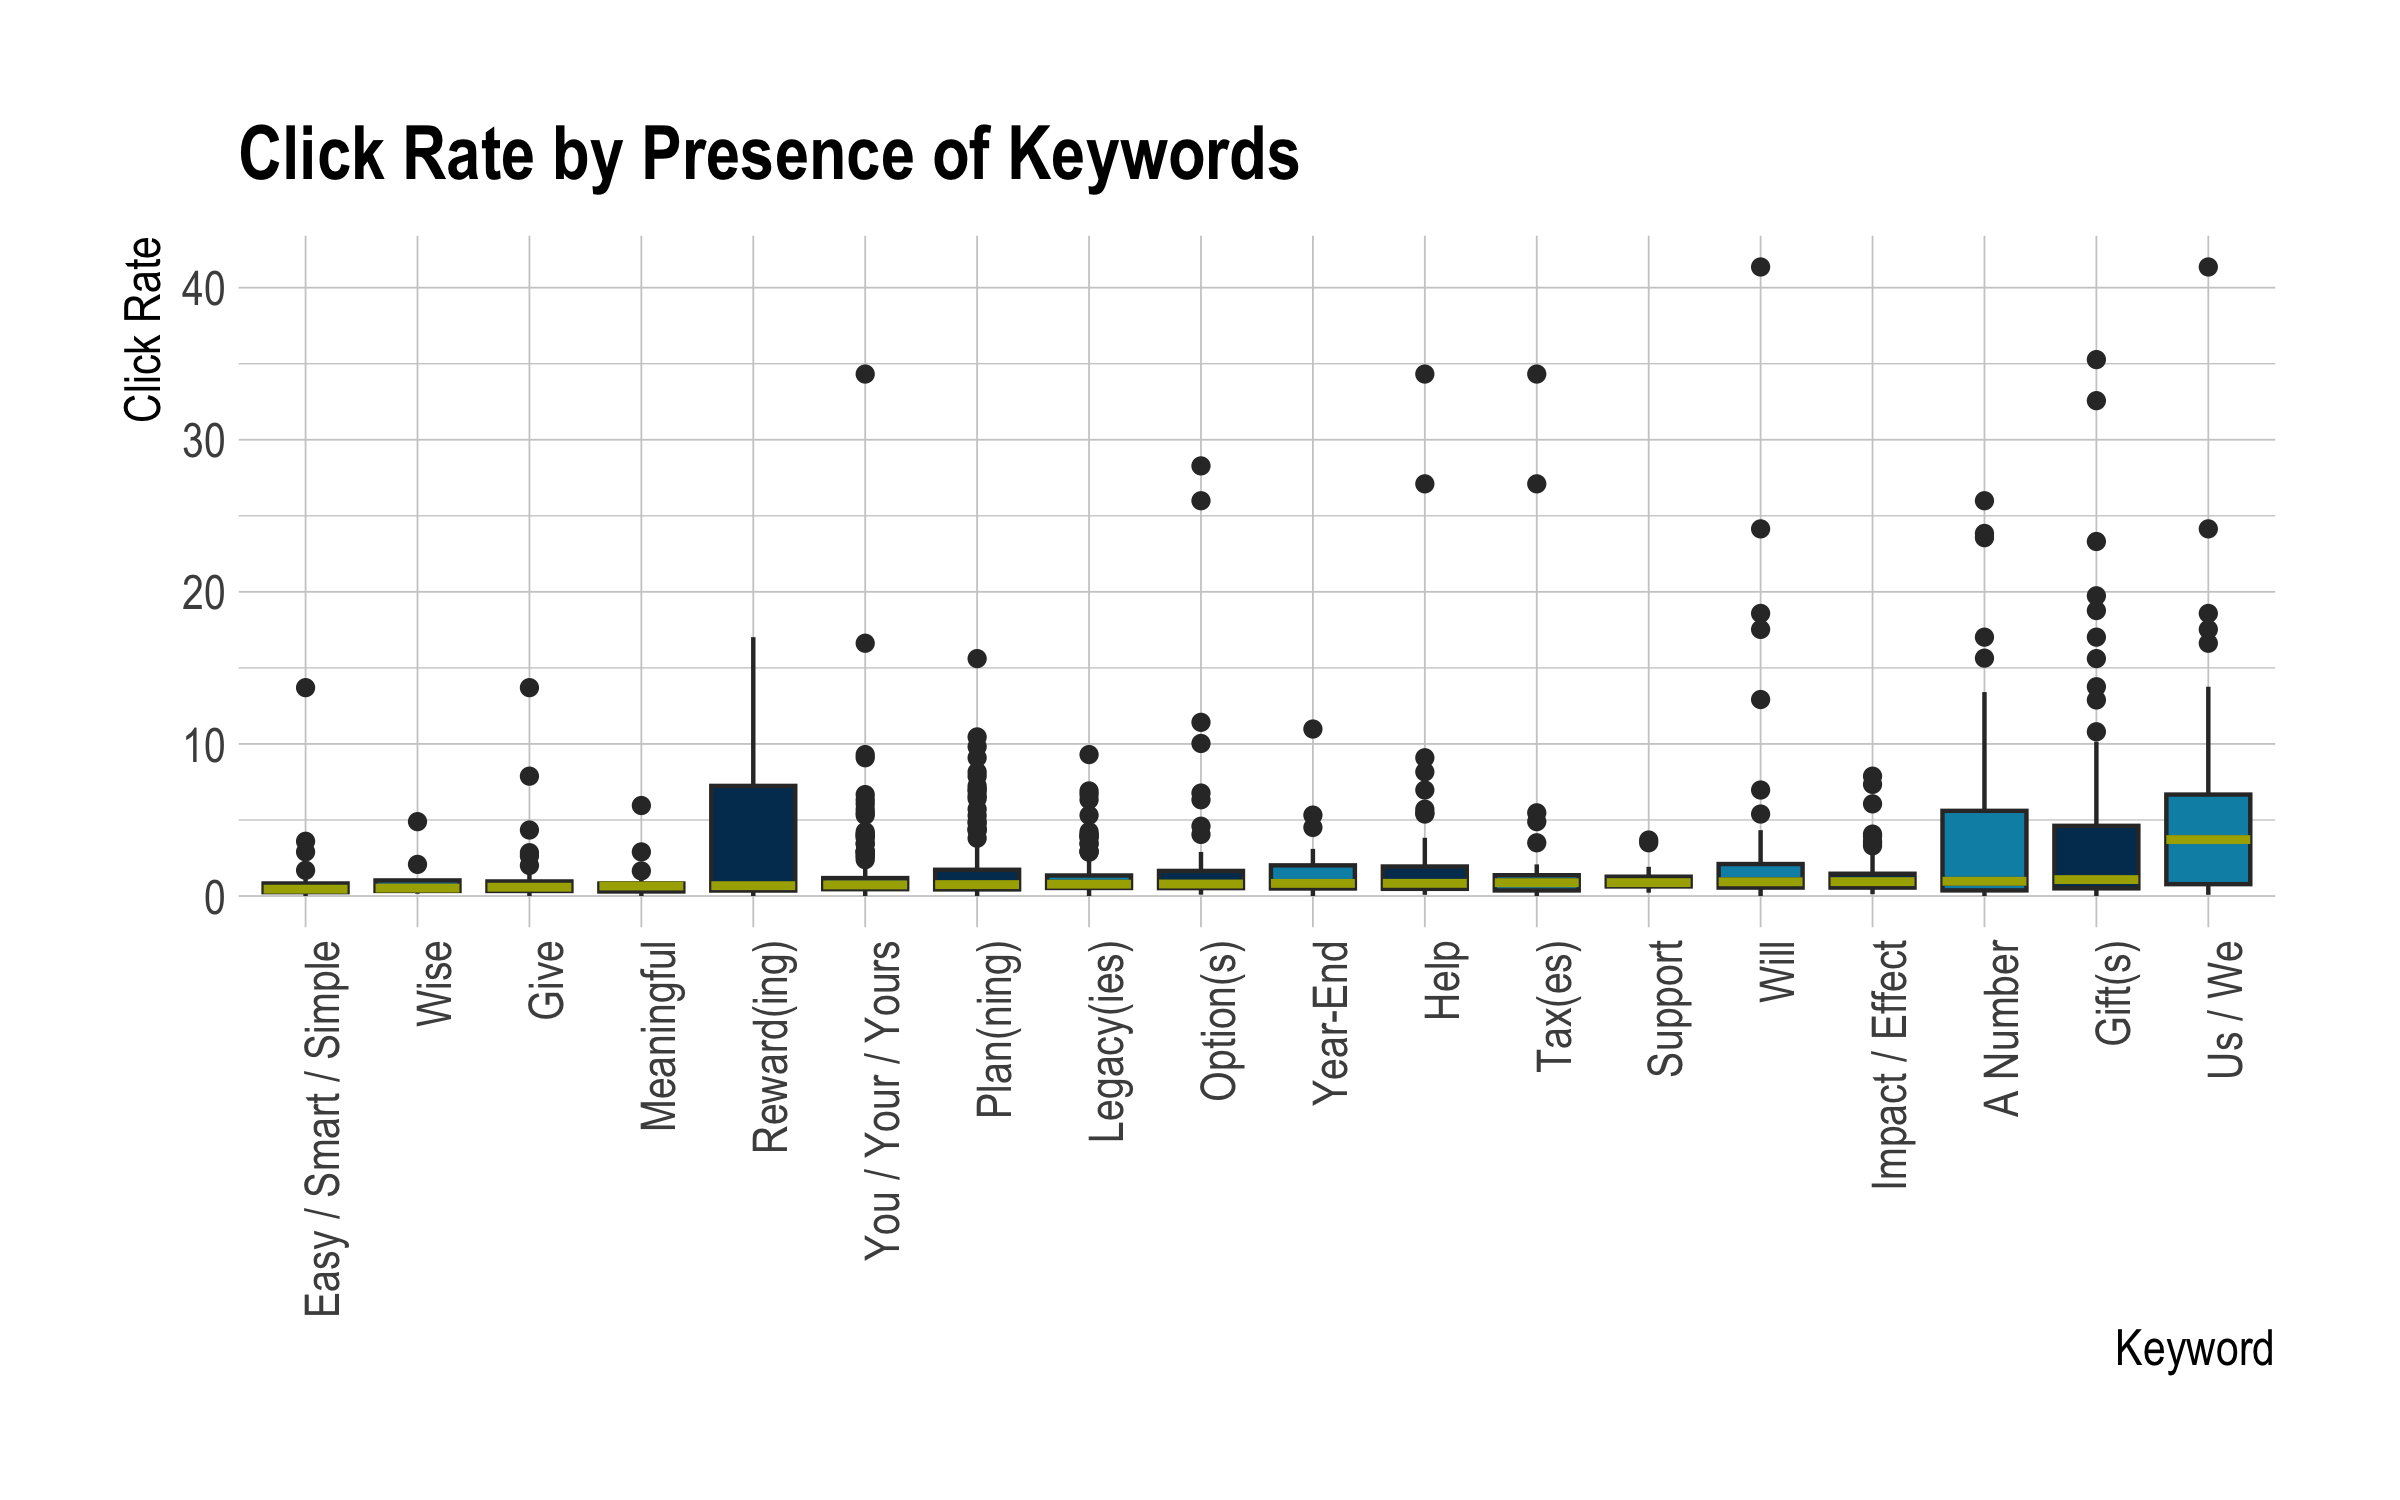 Click Rate by Presence of Keywords
Click Rate
40
30
20
10
0
Easy / Smart / Simple
Wise
Give
Meaningful
Reward(ing)
You / Your / Yours
Plan(ning)
Legacy(ies)
Option(s)
Year-End
Help
Tax(es)
Support
Will
Impact / Effect
A Number
Gift(s)
Us / We
Keyword